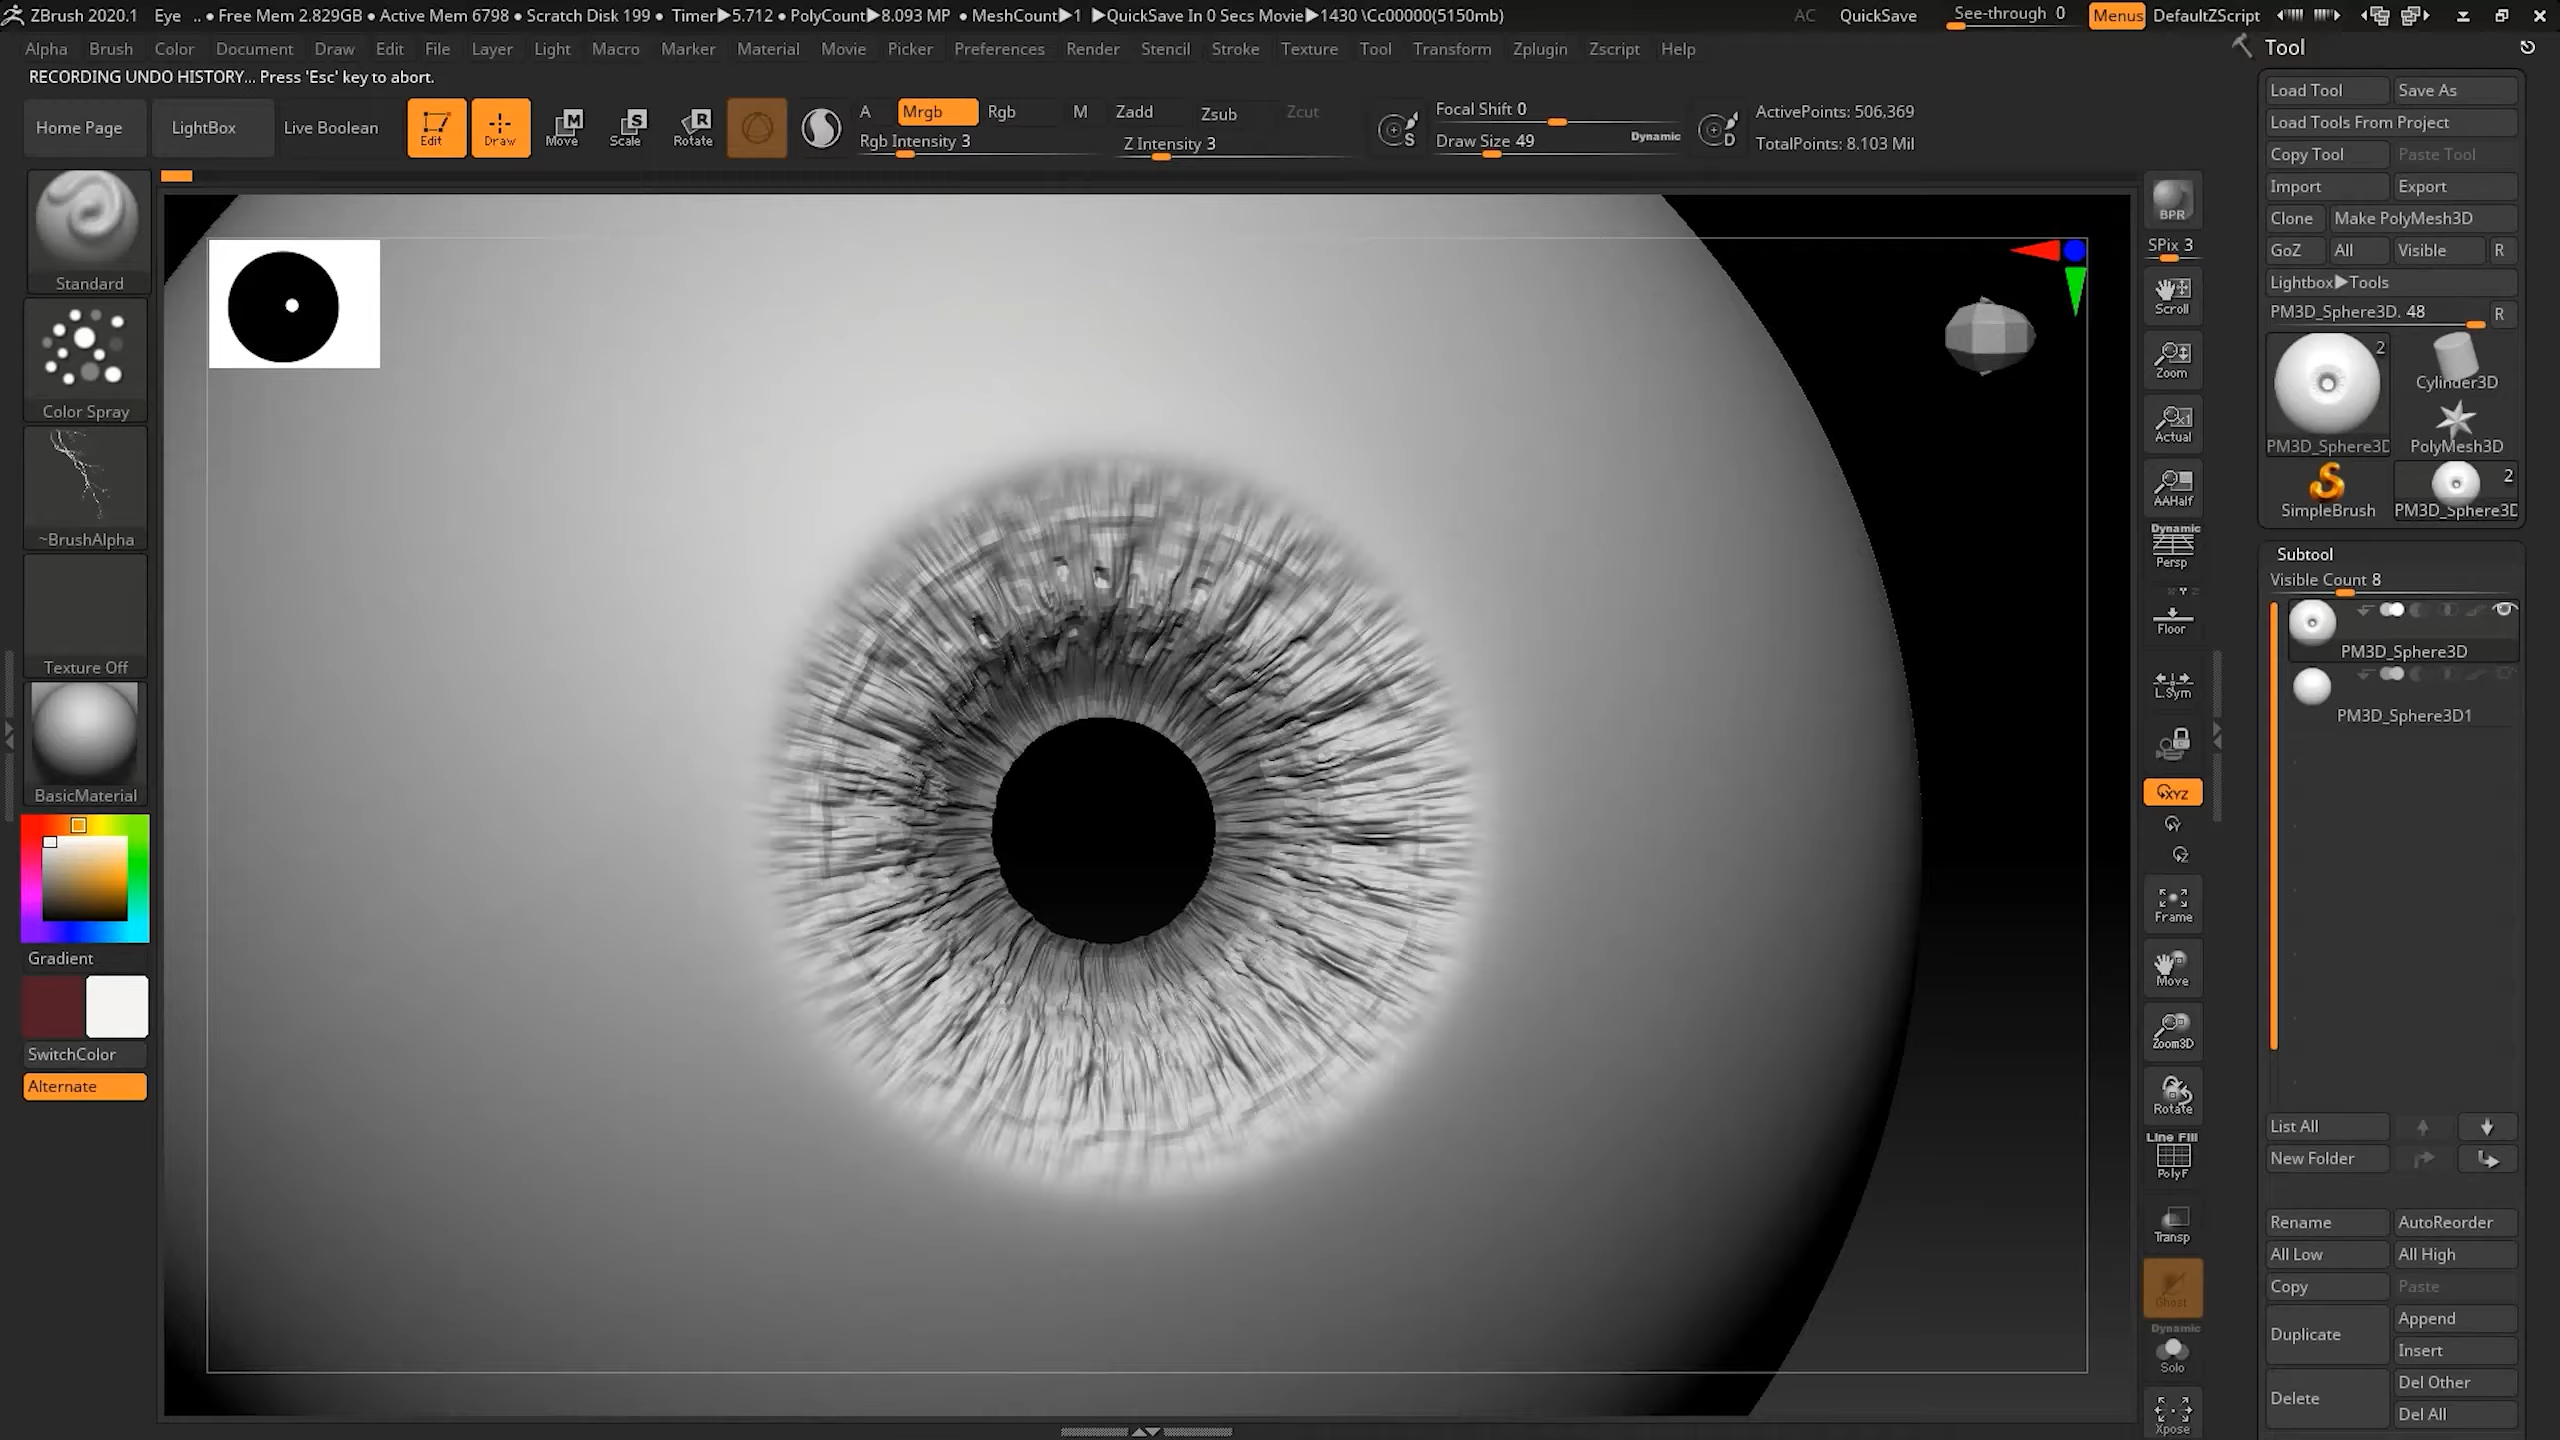 ZBrush 2020.1 Eye .. ● Free Mem 2.829GB ● Active Mem 6798 ● Scratch Disk 199 ● Timer▶5.712 ● PolyCount▶8.093 MP ● MeshCount▶1 ▶QuickSave In 0 Secs Movie▶1430 \Cc00000(5150mb) AC QuickSave See-through 0 Menus DefaultZScript
Alpha Brush Color Document Draw Edit File Layer Light Macro Marker Material Movie Picker Preferences Render Stencil Stroke Texture Tool Transform Zplugin Zscript Help
RECORDING UNDO HISTORY... Press 'Esc' key to abort.
Home Page LightBox Live Boolean Edit Draw Move Scale Rotate
A Mrgb Rgb M Zadd Zsub Zcut
Rgb Intensity 3 Z Intensity 3
Focal Shift 0
Draw Size 49 Dynamic
ActivePoints: 506,369
TotalPoints: 8.103 Mil
Standard
Color Spray
~BrushAlpha
Texture Off
BasicMaterial
Gradient
SwitchColor
Alternate
BPR
SPix 3
Scroll
Zoom
Actual
AAHalf
Dynamic
Persp
Floor
L.Sym
XYZ
Frame
Move
Zoom3D
Rotate
Line Fill
PolyF
Transp
Ghost
Dynamic
Solo
Xpose
Tool
Load Tool Save As
Load Tools From Project
Copy Tool Paste Tool
Import Export
Clone Make PolyMesh3D
GoZ All Visible R
Lightbox▶Tools
PM3D_Sphere3D. 48 R
2
Cylinder3D
PM3D_Sphere3D PolyMesh3D
2
SimpleBrush PM3D_Sphere3D
Subtool
Visible Count 8
PM3D_Sphere3D
PM3D_Sphere3D1
List All
New Folder
Rename AutoReorder
All Low All High
Copy Paste
Duplicate Append
Insert
Delete Del Other
Del All